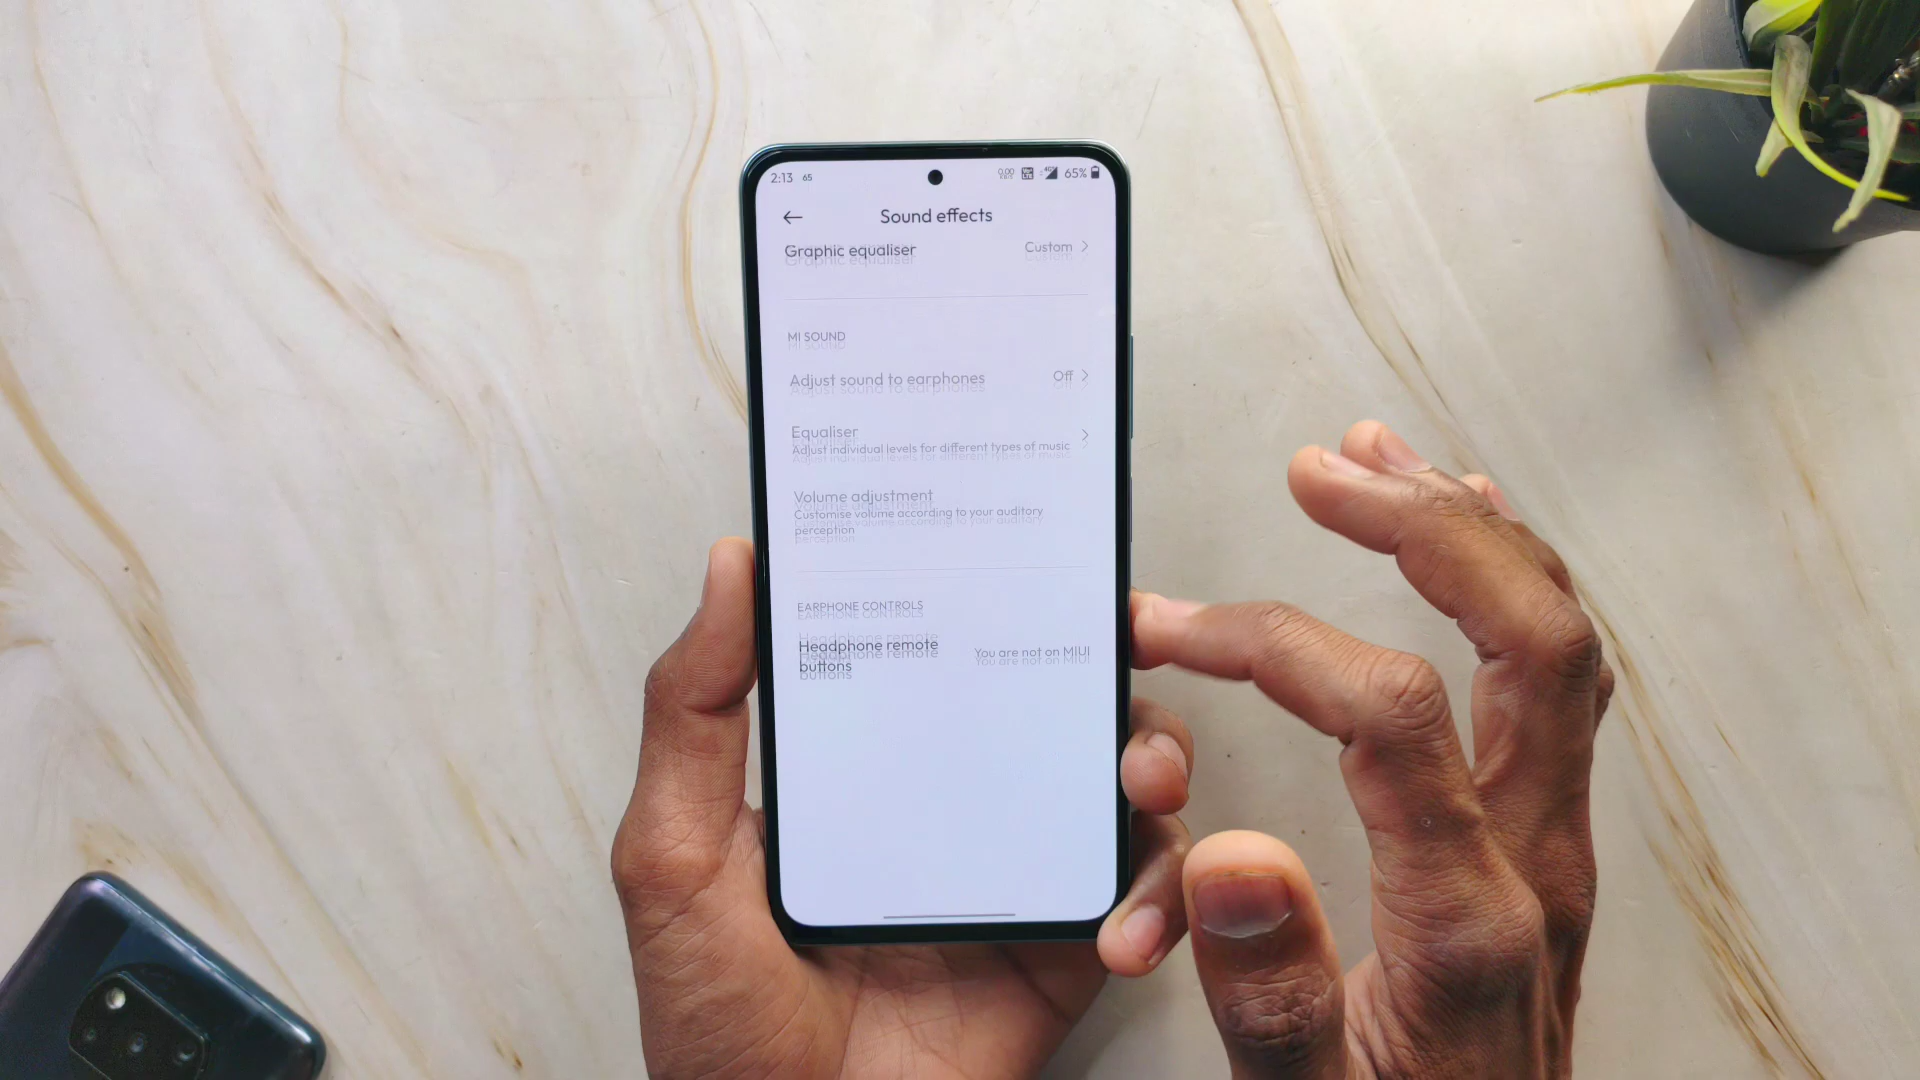 2:13 65 65%
Sound effects
Graphic equaliser Custom
MI SOUND
Adjust sound to earphones Off
Equaliser
Adjust individual levels for different types of music
Volume adjustment
Customise volume according to your auditory
perception
EARPHONE CONTROLS
Headphone remote
buttons
You are not on MIUI